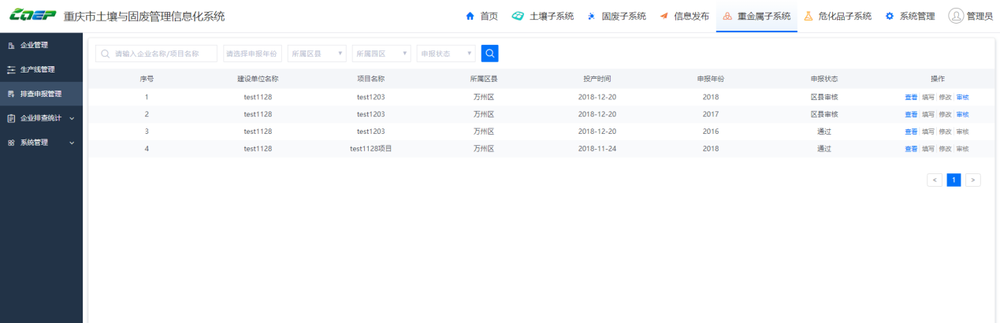 CAEP 重庆市土壤与固废管理信息化系统 首页 土壤子系统 固废子系统 信息发布 重金属子系统 危化品子系统 系统管理 管理员
企业管理
生产线管理
排查申报管理
企业排查统计
系统管理
请输入企业名称/项目名称 请选择申报年份 所属区县 所属园区 申报状态
序号 建设单位名称 项目名称 所属区县 投产时间 申报年份 申报状态 操作
1 test1128 test1203 万州区 2018-12-20 2018 区县审核 查看 填写 修改 审核
2 test1128 test1203 万州区 2018-12-20 2017 区县审核 查看 填写 修改 审核
3 test1128 test1203 万州区 2018-12-20 2016 通过 查看 填写 修改 审核
4 test1128 test1128项目 万州区 2018-11-24 2018 通过 查看 填写 修改 审核
< 1 >